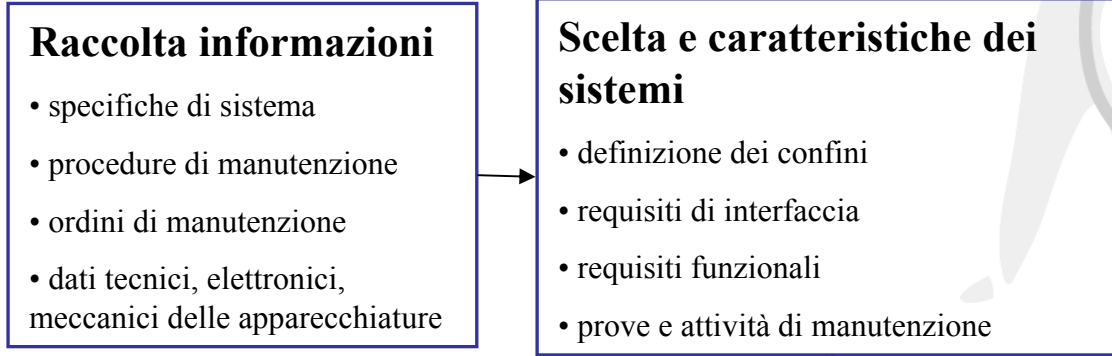 Raccolta informazioni
• specifiche di sistema
• procedure di manutenzione
• ordini di manutenzione
• dati tecnici, elettronici,
meccanici delle apparecchiature
Scelta e caratteristiche dei
sistemi
• definizione dei confini
• requisiti di interfaccia
• requisiti funzionali
• prove e attività di manutenzione